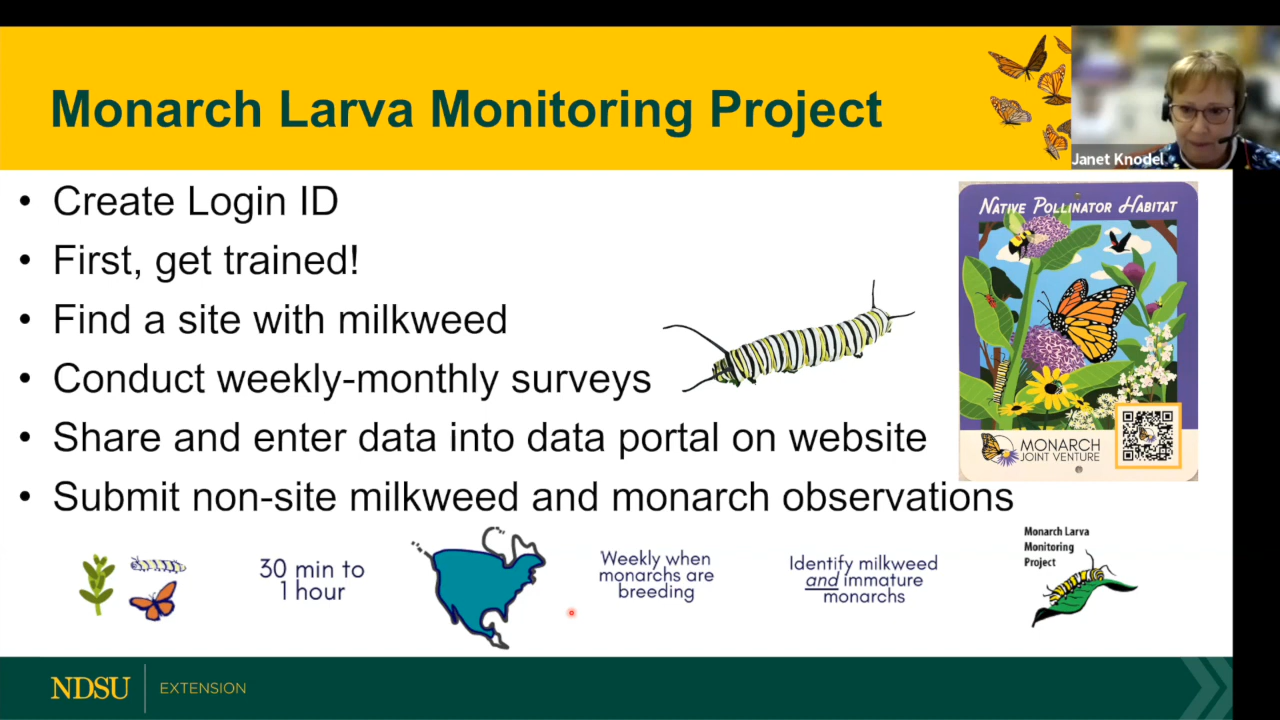 Monarch Larva Monitoring Project
Janet Knodel
• Create Login ID
• First, get trained!
• Find a site with milkweed
• Conduct weekly-monthly surveys
• Share and enter data into data portal on website
• Submit non-site milkweed and monarch observations
NATIVE POLLINATOR HABITAT
MONARCH
JOINT VENTURE
30 min to
1 hour
Weekly when
monarchs are
breeding
Identify milkweed
and immature
monarchs
Monarch Larva
Monitoring
Project
NDSU
EXTENSION